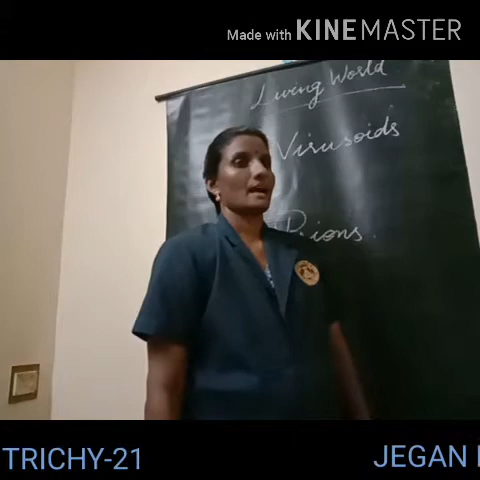 Made with KINEMASTER
Living World
Virusoids
Prions.
TRICHY-21
JEGAN